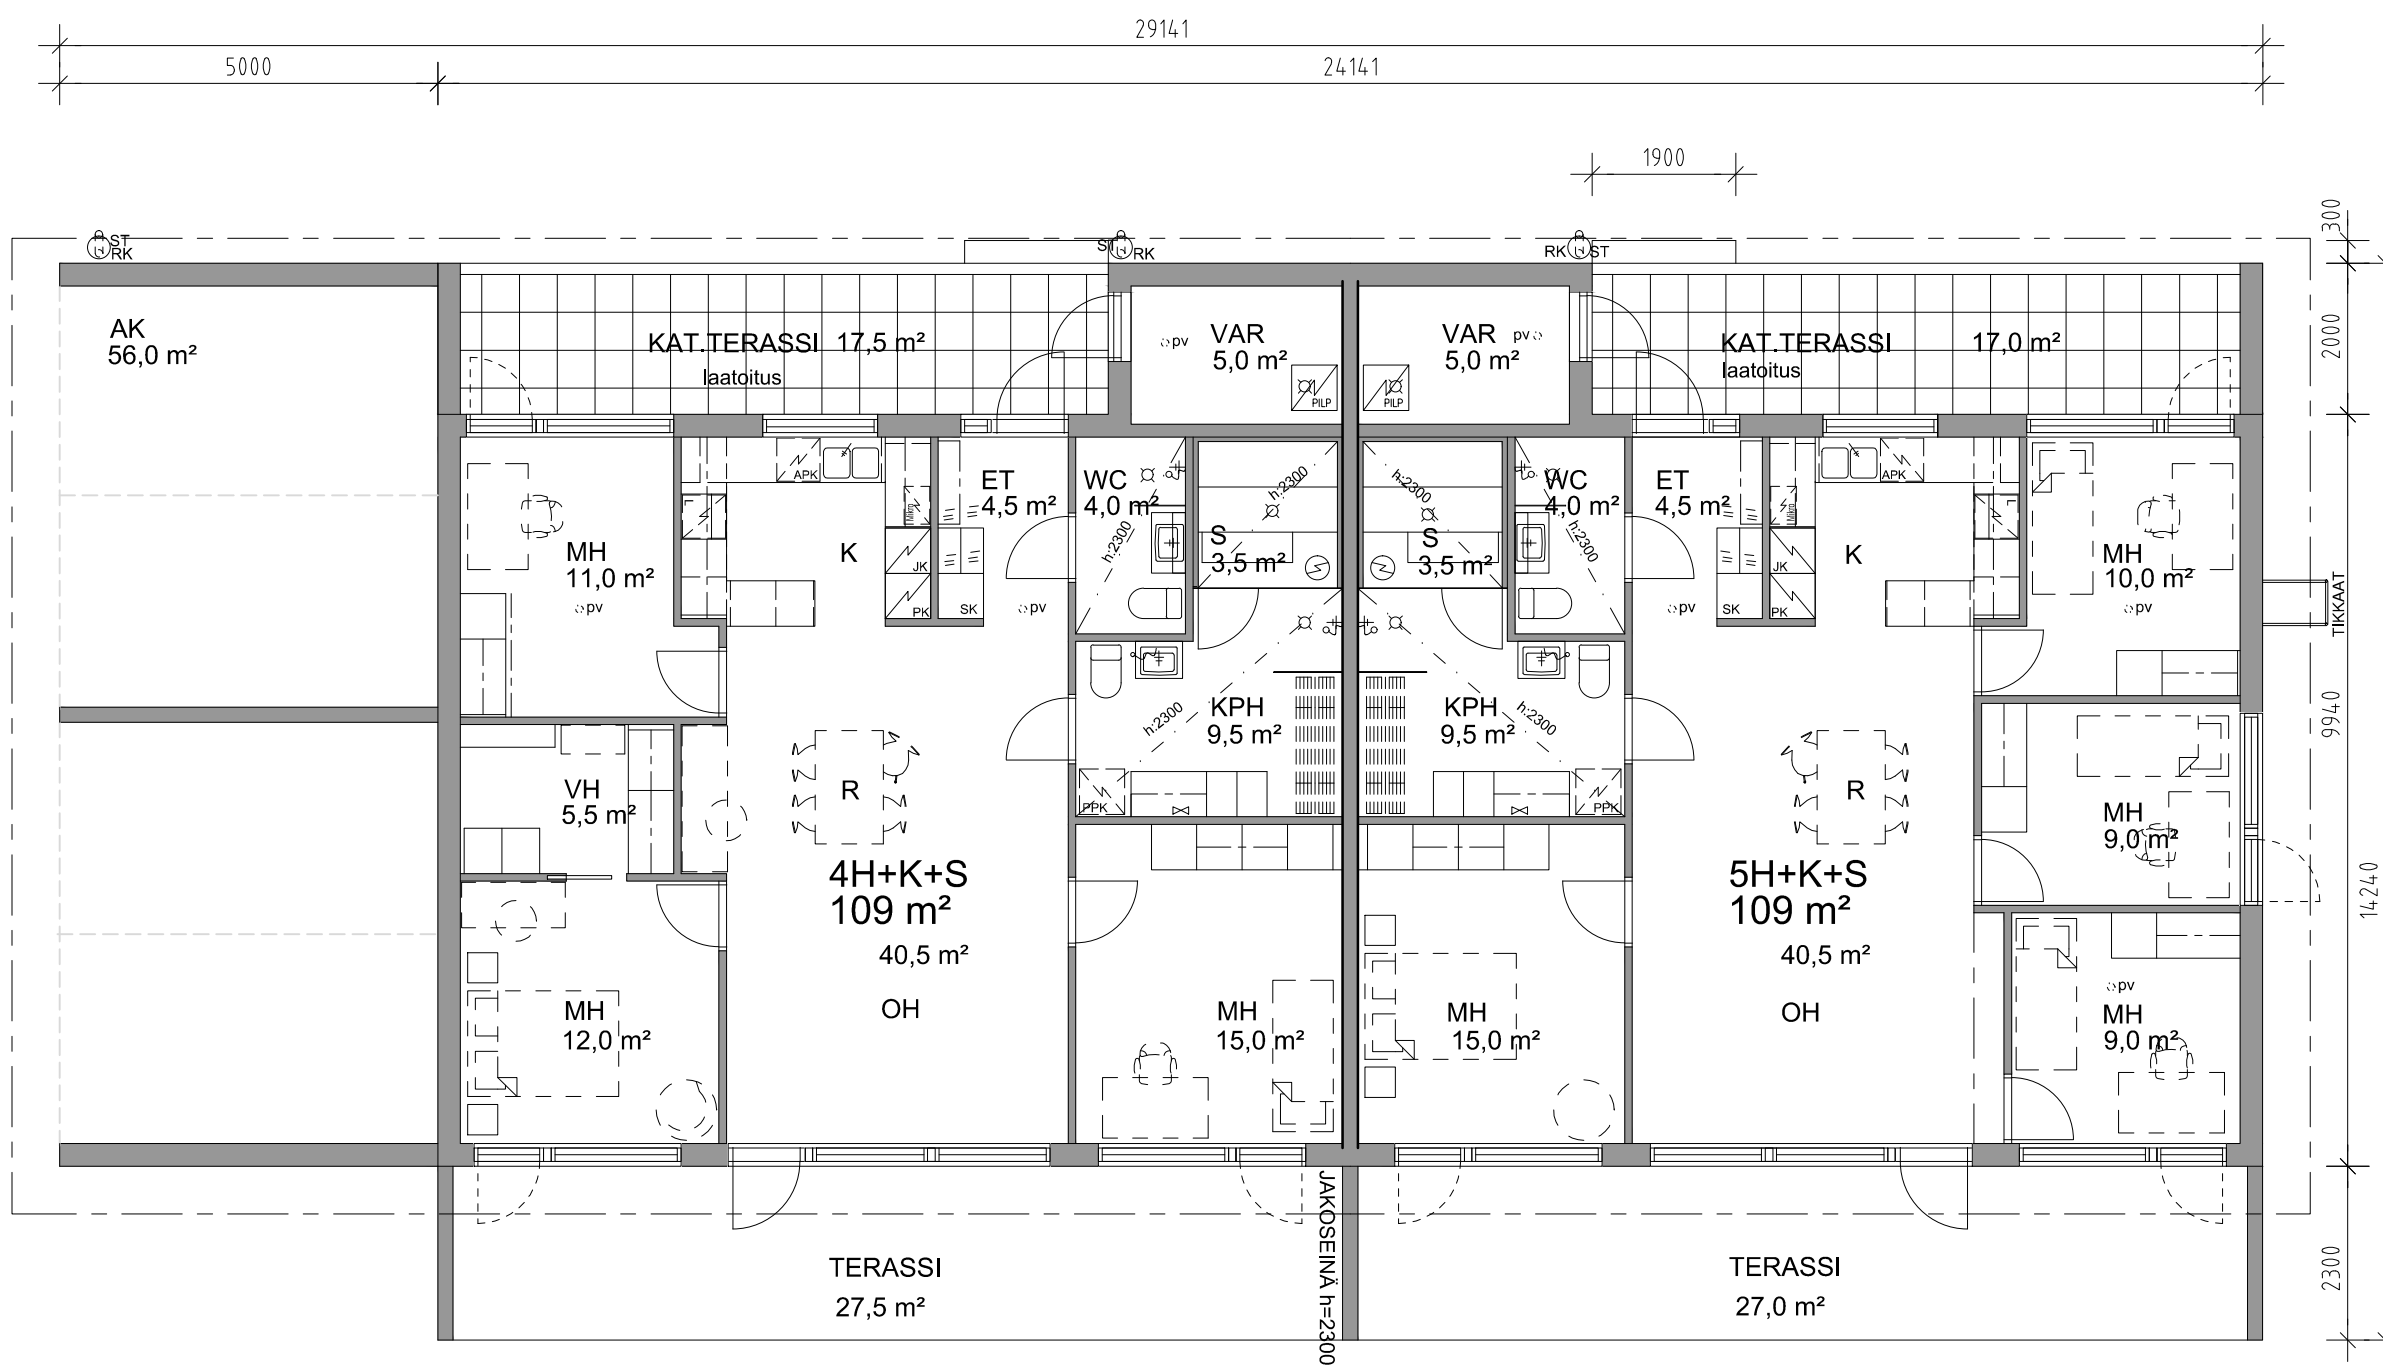 29141
5000
24141
1900
300
ST
RK
ST
RK
RK
ST
AK
56,0 m²
KAT.TERASSI 17,5 m²
laatoitus
pv
VAR
5,0 m²
PILP
VAR
5,0 m²
pv
PILP
KAT.TERASSI 17,0 m²
laatoitus
2000
APK
Mikro
ET
4,5 m²
WC
4,0 m²
h:2300
h:2300
S
3,5 m²
h:2300
S
3,5 m²
WC
4,0 m²
h:2300
ET
4,5 m²
Mikro
APK
MH
11,0 m²
pv
K
JK
PK
SK
pv
pv
SK
JK
PK
K
MH
10,0 m²
pv
TIKKAAT
KPH
9,5 m²
h:2300
PPK
KPH
9,5 m²
h:2300
PPK
9940
VH
5,5 m²
R
R
MH
9,0 m²
4H+K+S
109 m²
40,5 m²
OH
5H+K+S
109 m²
40,5 m²
OH
14240
MH
12,0 m²
MH
15,0 m²
MH
15,0 m²
pv
MH
9,0 m²
JAKOSEINÄ h=2300
TERASSI
27,5 m²
TERASSI
27,0 m²
2300